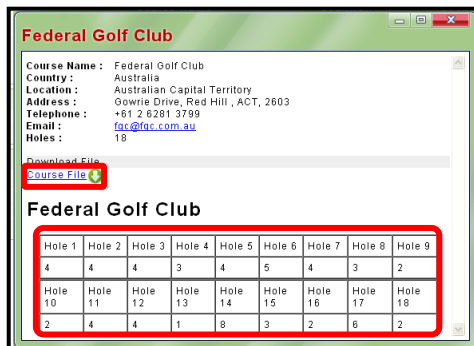 Federal Golf Club
Course Name : Federal Golf Club
Country : Australia
Location : Australian Capital Territory
Address : Gowrie Drive, Red Hill , ACT, 2603
Telephone : +61 2 6281 3799
Email : fgc@fgc.com.au
Holes : 18
Download File
Course File
Federal Golf Club
Hole 1 Hole 2 Hole 3 Hole 4 Hole 5 Hole 6 Hole 7 Hole 8 Hole 9
4 4 4 3 4 5 4 3 2
Hole 10 Hole 11 Hole 12 Hole 13 Hole 14 Hole 15 Hole 16 Hole 17 Hole 18
2 4 4 1 8 3 2 6 2